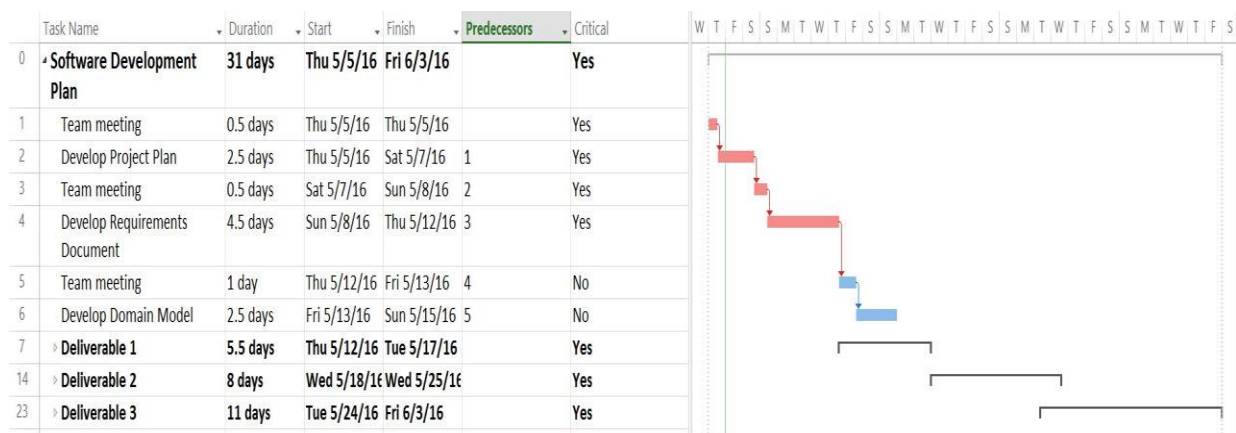 Task Name Duration Start Finish Predecessors Critical W T F S S M T W T F S S M T W T F S S M T W T F S S M T W T F S
0 Software Development 31 days Thu 5/5/16 Fri 6/3/16 Yes
Plan
1 Team meeting 0.5 days Thu 5/5/16 Thu 5/5/16 Yes
2 Develop Project Plan 2.5 days Thu 5/5/16 Sat 5/7/16 1 Yes
3 Team meeting 0.5 days Sat 5/7/16 Sun 5/8/16 2 Yes
4 Develop Requirements 4.5 days Sun 5/8/16 Thu 5/12/16 3 Yes
Document
5 Team meeting 1 day Thu 5/12/16 Fri 5/13/16 4 No
6 Develop Domain Model 2.5 days Fri 5/13/16 Sun 5/15/16 5 No
7 Deliverable 1 5.5 days Thu 5/12/16 Tue 5/17/16 Yes
14 Deliverable 2 8 days Wed 5/18/16 Wed 5/25/16 Yes
23 Deliverable 3 11 days Tue 5/24/16 Fri 6/3/16 Yes